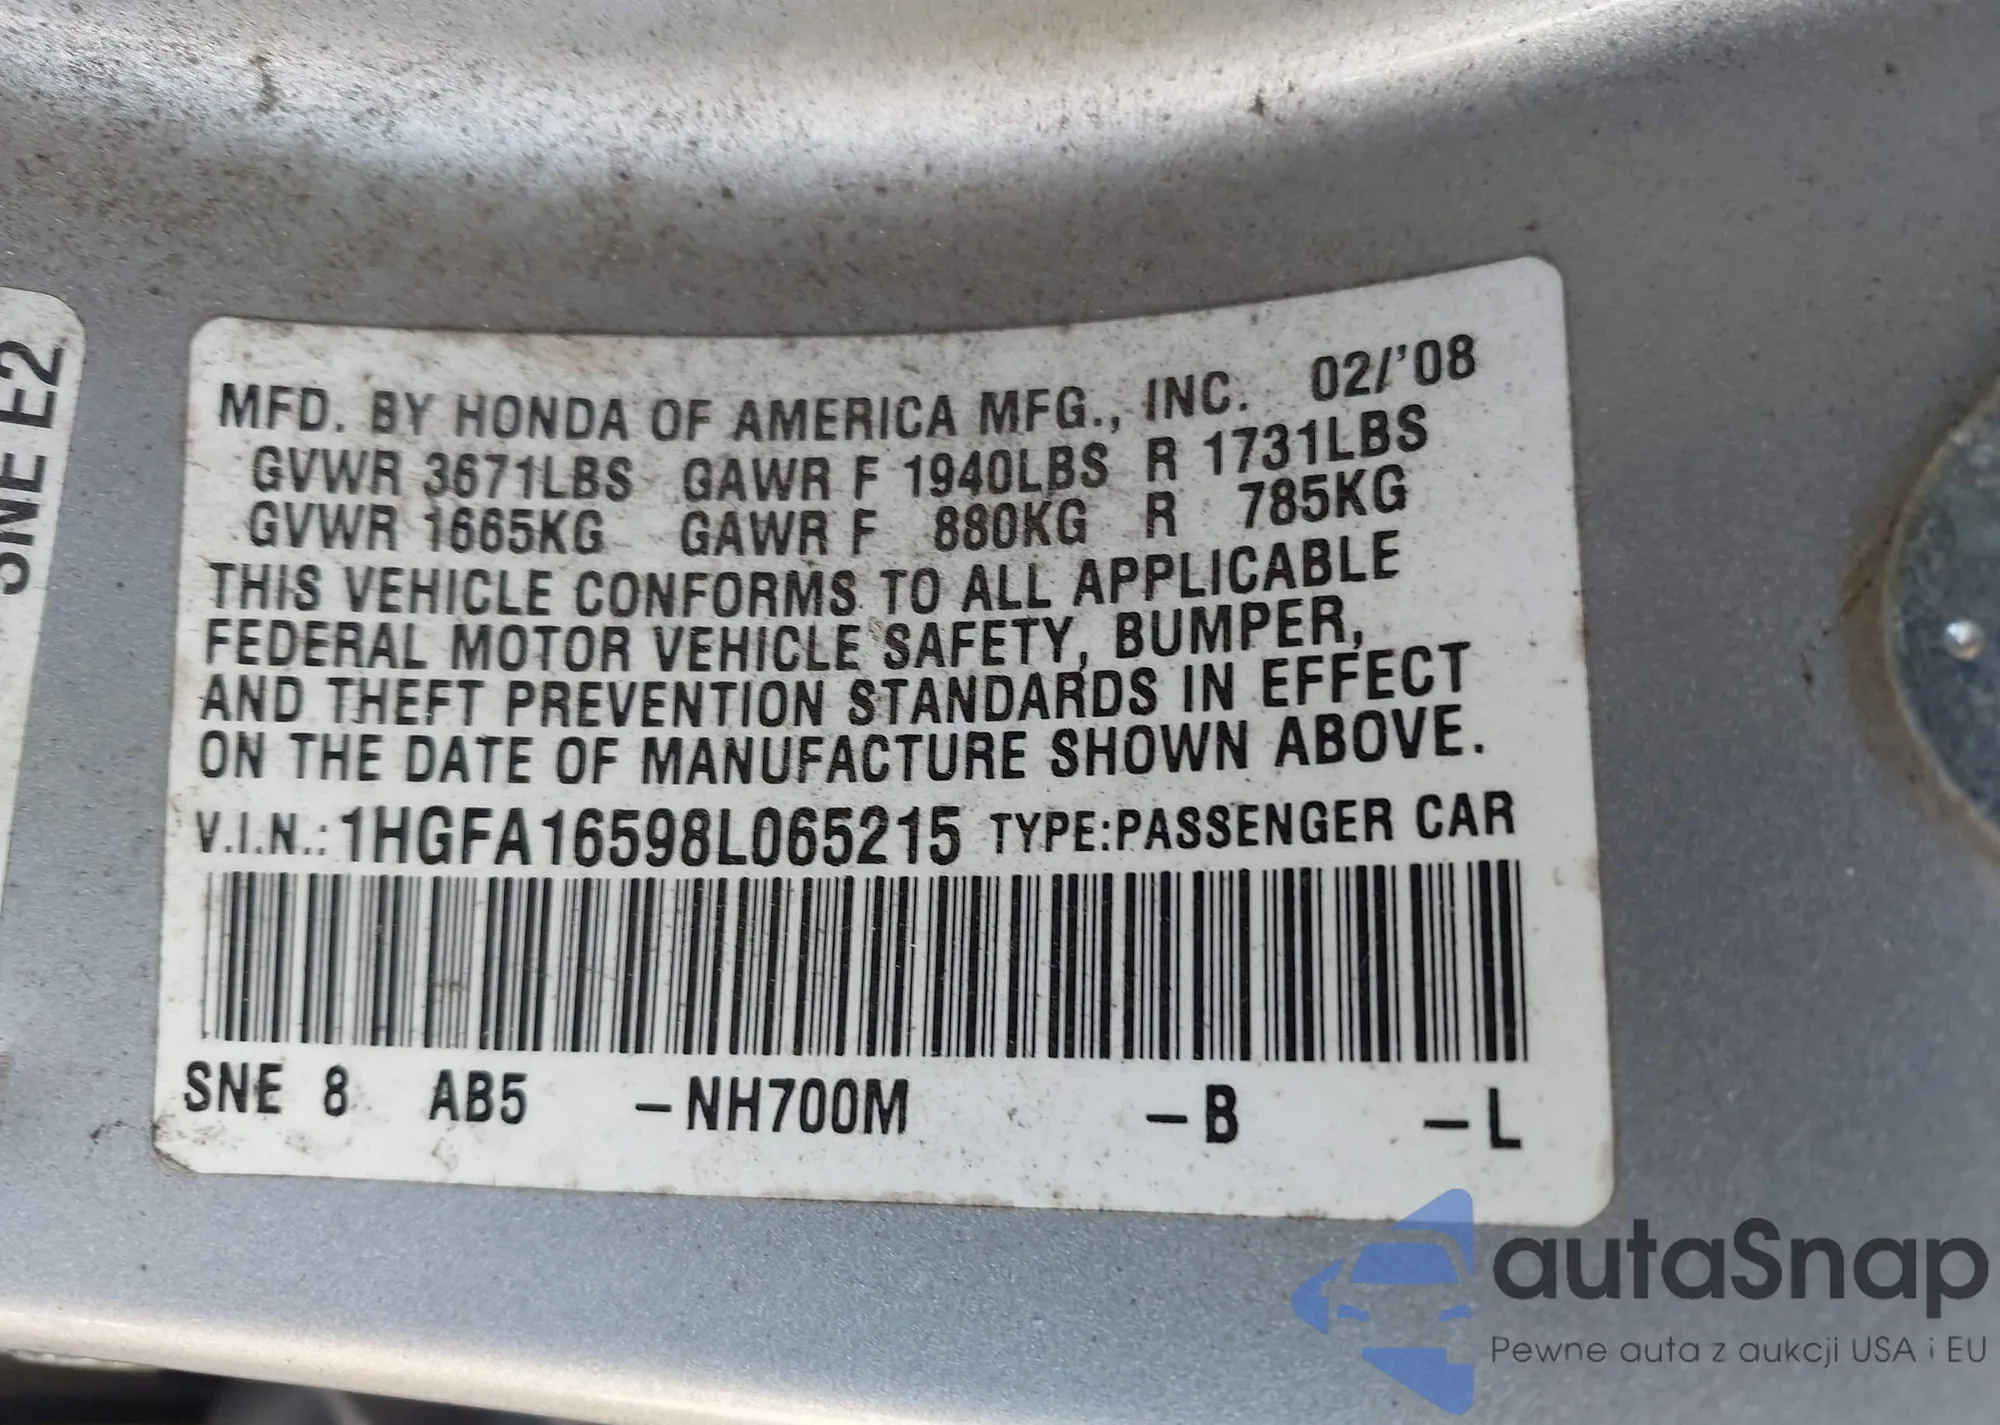 SNE E2
MFD. BY HONDA OF AMERICA MFG., INC. 02/'08
GVWR 3671LBS GAWR F 1940LBS R 1731LBS
GVWR 1665KG GAWR F 880KG R 785KG
THIS VEHICLE CONFORMS TO ALL APPLICABLE
FEDERAL MOTOR VEHICLE SAFETY, BUMPER,
AND THEFT PREVENTION STANDARDS IN EFFECT
ON THE DATE OF MANUFACTURE SHOWN ABOVE.
V.I.N.: 1HGFA16598L065215 TYPE:PASSENGER CAR
SNE 8 AB5 –NH700M –B –L
autaSnap
Pewne auta z aukcji USA i EU